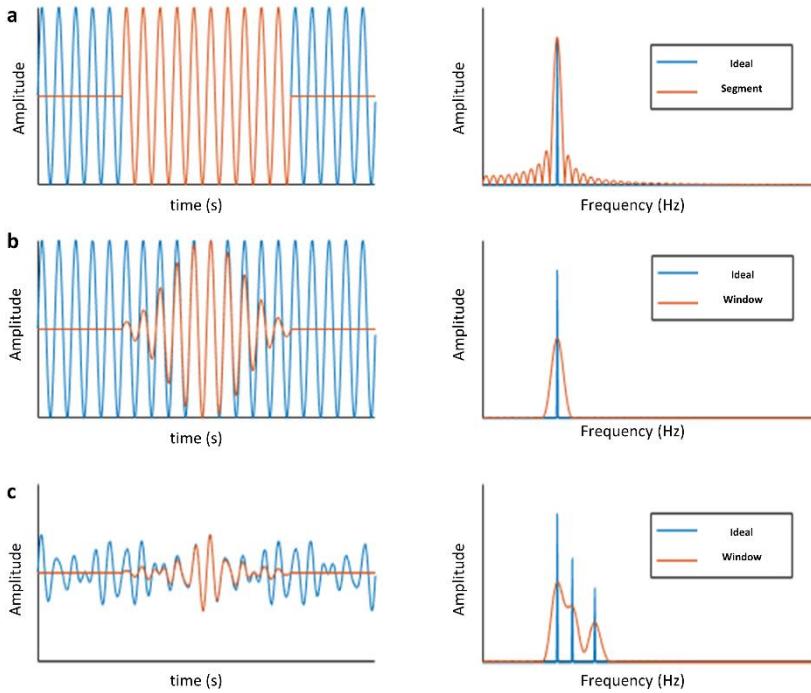 a
Amplitude
time (s)
Amplitude
Frequency (Hz)
Ideal
Segment
b
Amplitude
time (s)
Amplitude
Frequency (Hz)
Ideal
Window
c
Amplitude
time (s)
Amplitude
Frequency (Hz)
Ideal
Window